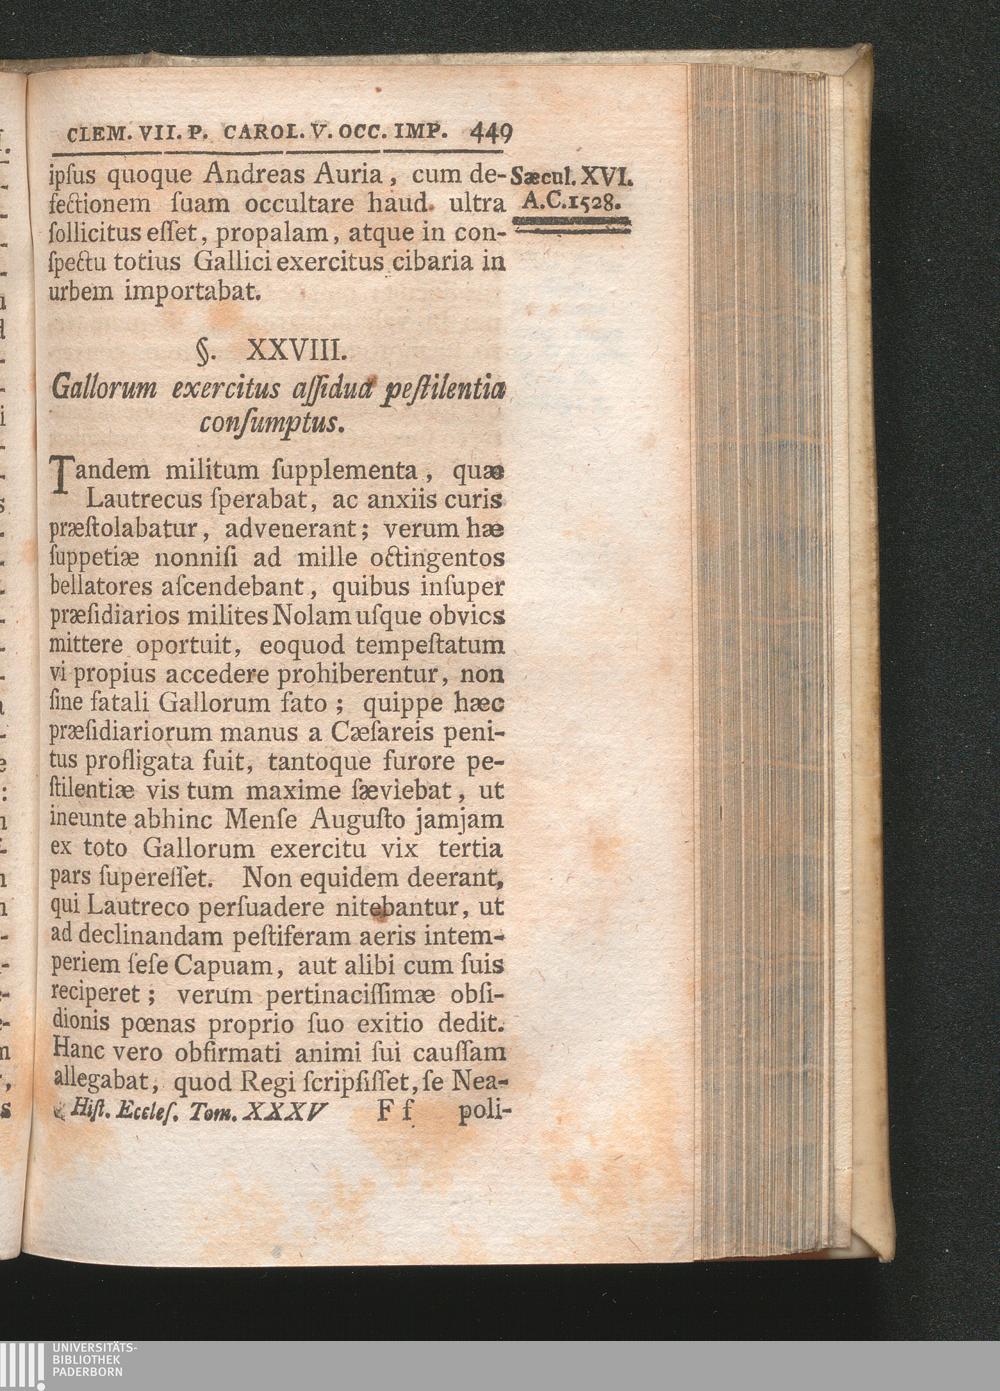 CLEM. VII. P. CAROL. V. OCC. IMP. 449
ipſus quoque Andreas Auria, cum de-
fectionem ſuam occultare haud ultra
ſollicitus eſſet, propalam, atque in con-
ſpectu totius Gallici exercitus cibaria in
urbem importabat.
Sæcul. XVI.
A.C.1528.
§. XXVIII.
Gallorum exercitus aſſidua peſtilentia
conſumptus.
Tandem militum ſupplementa, quæ
Lautrecus ſperabat, ac anxiis curis
præſtolabatur, advenerant; verum hæ
ſuppetiæ nonniſi ad mille octingentos
bellatores aſcendebant, quibus inſuper
præſidiarios milites Nolam uſque obvics
mittere oportuit, eoquod tempeſtatum
vi propius accedere prohiberentur, non
ſine fatali Gallorum fato; quippe hæc
præſidiariorum manus a Cæſareis peni-
tus profligata fuit, tantoque furore pe-
ſtilentiæ vis tum maxime ſæviebat, ut
ineunte abhinc Menſe Auguſto jamjam
ex toto Gallorum exercitu vix tertia
pars ſupereſſet. Non equidem deerant,
qui Lautreco perſuadere nitebantur, ut
ad declinandam peſtiferam aeris intem-
periem ſeſe Capuam, aut alibi cum ſuis
reciperet; verum pertinaciſſimæ obſi-
dionis pœnas proprio ſuo exitio dedit.
Hanc vero obfirmati animi ſui cauſſam
allegabat, quod Regi ſcripſiſſet, ſe Nea-
Hiſt. Eccleſ. Tom. XXXV F f poli-
UNIVERSITÄTS-
BIBLIOTHEK
PADERBORN